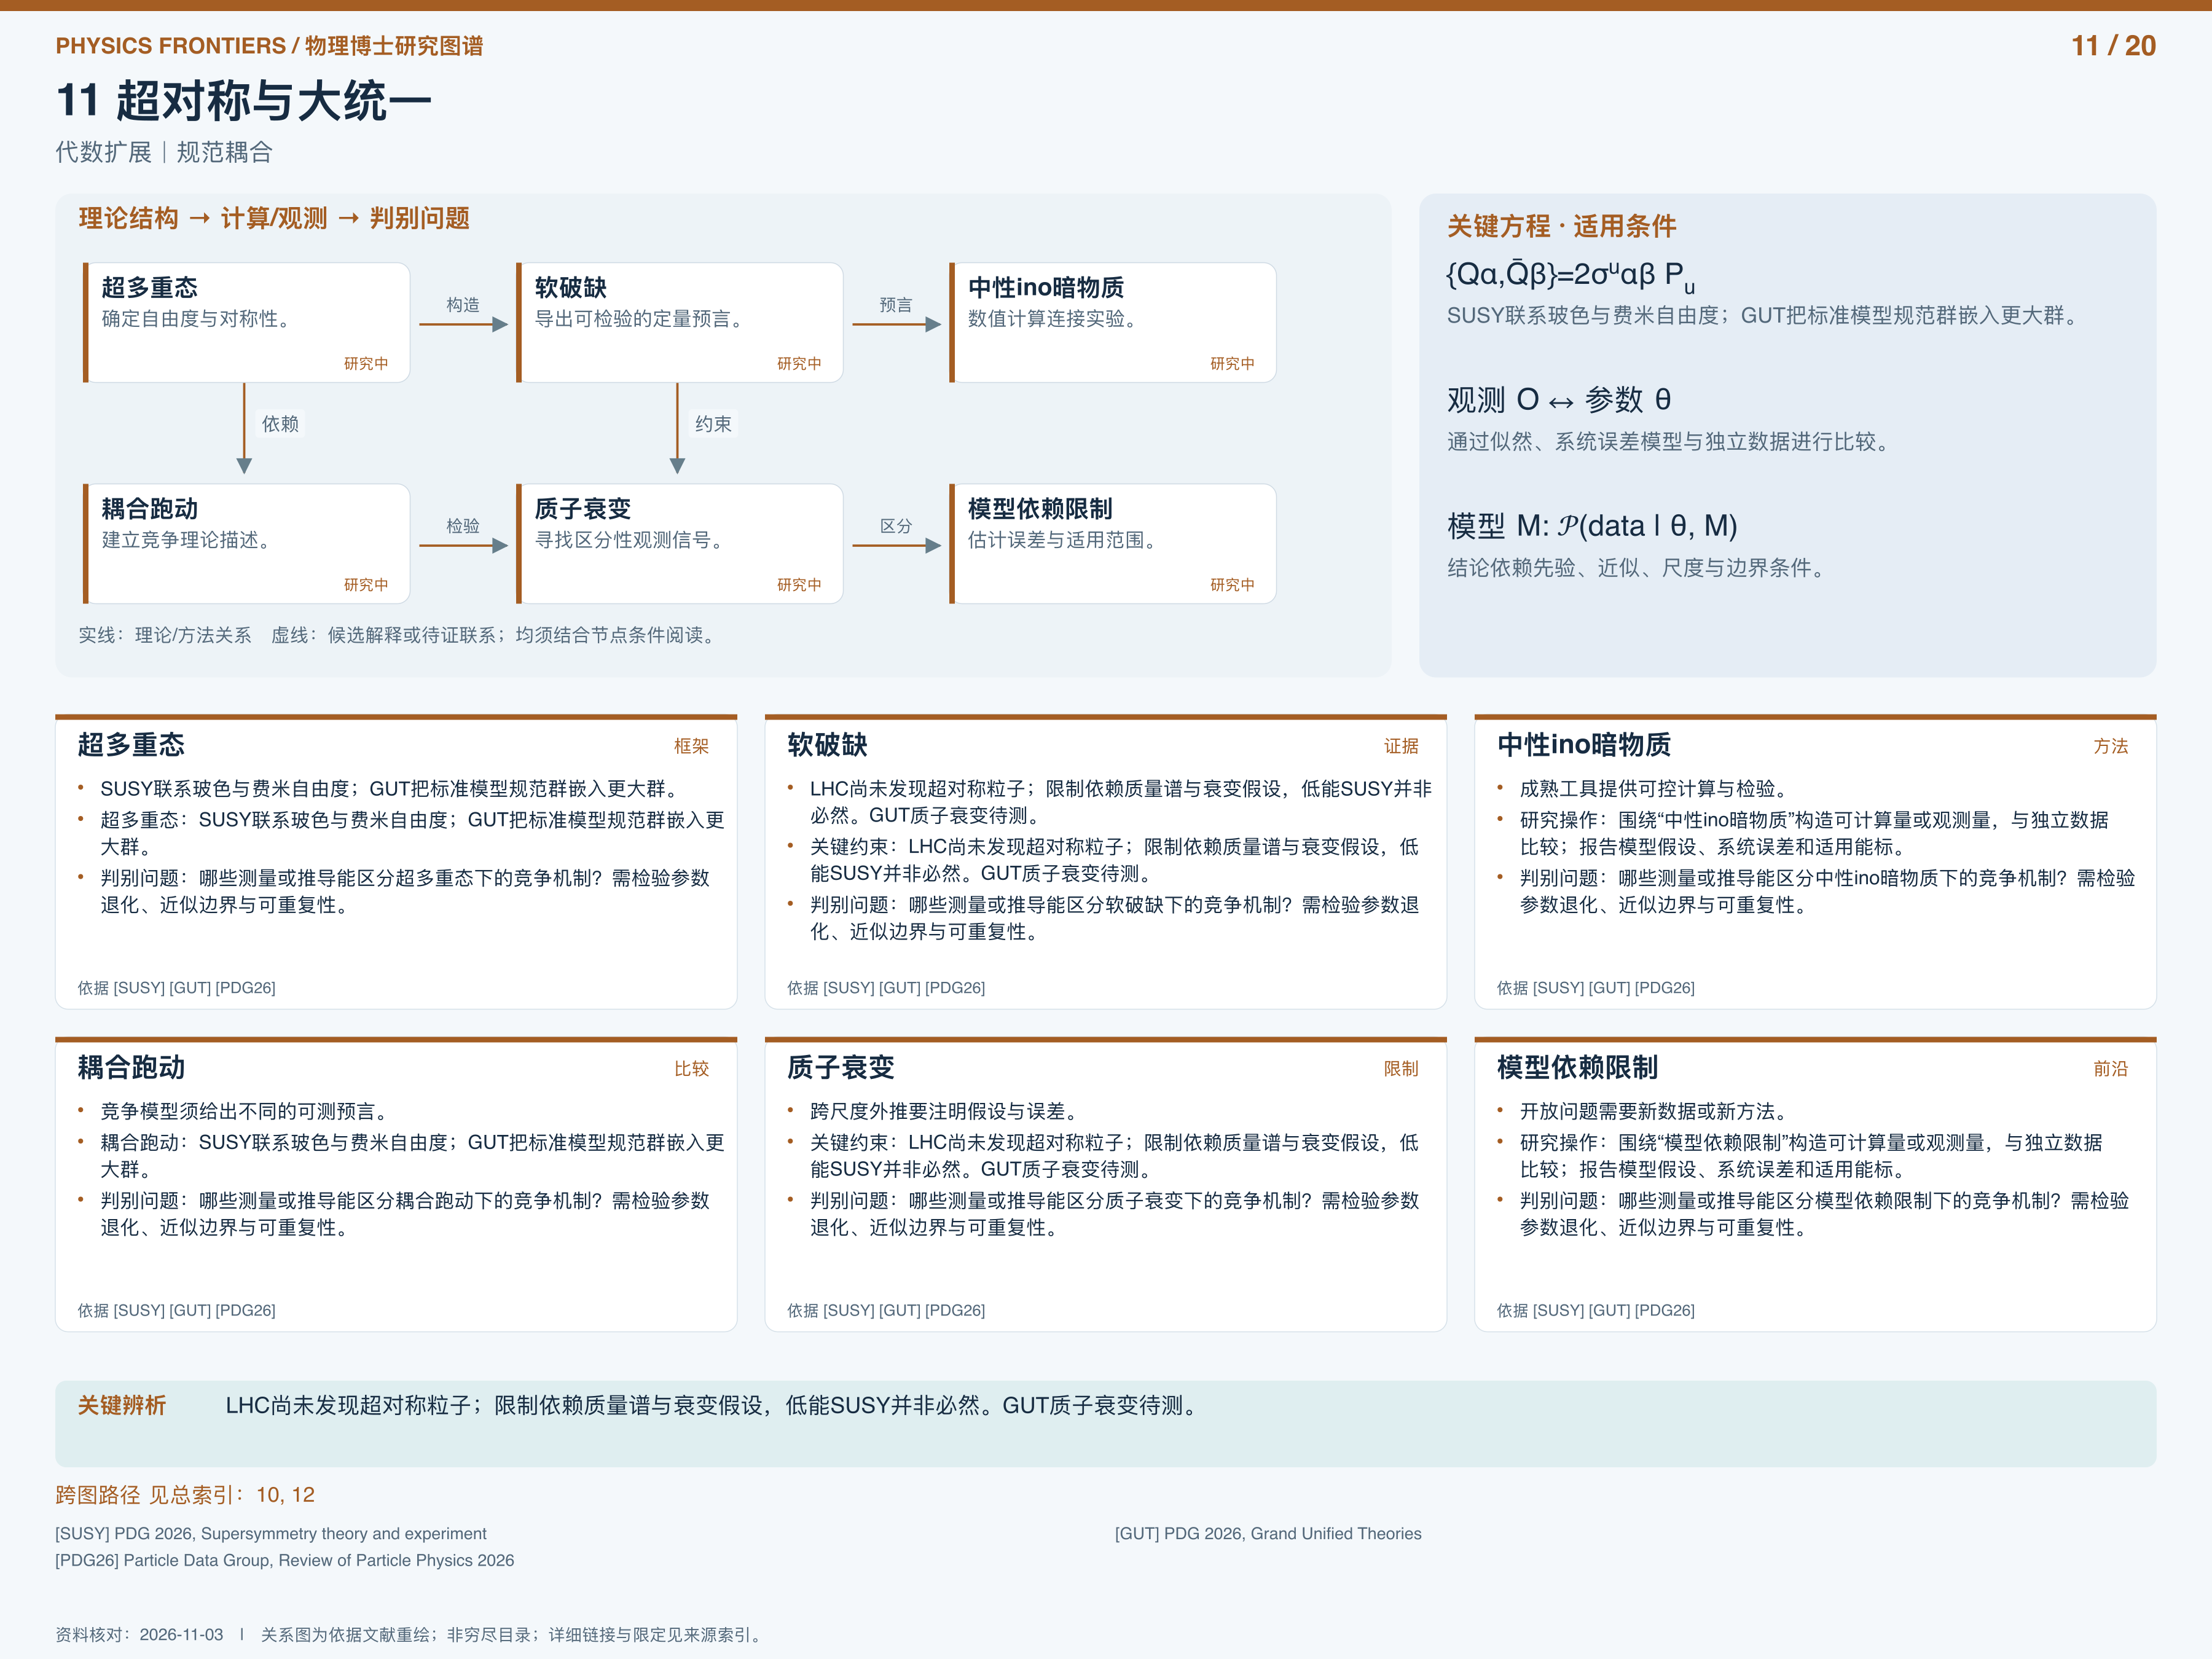 PHYSICS FRONTIERS / 物理博士研究图谱
11 / 20
11 超对称与大统一
代数扩展｜规范耦合
理论结构 → 计算/观测 → 判别问题
超多重态
确定自由度与对称性。
研究中
构造
软破缺
导出可检验的定量预言。
研究中
预言
中性ino暗物质
数值计算连接实验。
研究中
依赖
约束
耦合跑动
建立竞争理论描述。
研究中
检验
质子衰变
寻找区分性观测信号。
研究中
区分
模型依赖限制
估计误差与适用范围。
研究中
实线：理论/方法关系　虚线：候选解释或待证联系；均须结合节点条件阅读。
关键方程 · 适用条件
{Qα,Q̄β}=2σᵘαβ Pᵤ
SUSY联系玻色与费米自由度；GUT把标准模型规范群嵌入更大群。
观测 O ↔ 参数 θ
通过似然、系统误差模型与独立数据进行比较。
模型 M: 𝒫(data | θ, M)
结论依赖先验、近似、尺度与边界条件。
超多重态
框架
• SUSY联系玻色与费米自由度；GUT把标准模型规范群嵌入更大群。
• 超多重态：SUSY联系玻色与费米自由度；GUT把标准模型规范群嵌入更
大群。
• 判别问题：哪些测量或推导能区分超多重态下的竞争机制？需检验参数
退化、近似边界与可重复性。
依据 [SUSY] [GUT] [PDG26]
软破缺
证据
• LHC尚未发现超对称粒子；限制依赖质量谱与衰变假设，低能SUSY并非
必然。GUT质子衰变待测。
• 关键约束：LHC尚未发现超对称粒子；限制依赖质量谱与衰变假设，低
能SUSY并非必然。GUT质子衰变待测。
• 判别问题：哪些测量或推导能区分软破缺下的竞争机制？需检验参数退
化、近似边界与可重复性。
依据 [SUSY] [GUT] [PDG26]
中性ino暗物质
方法
• 成熟工具提供可控计算与检验。
• 研究操作：围绕“中性ino暗物质”构造可计算量或观测量，与独立数据
比较；报告模型假设、系统误差和适用能标。
• 判别问题：哪些测量或推导能区分中性ino暗物质下的竞争机制？需检验
参数退化、近似边界与可重复性。
依据 [SUSY] [GUT] [PDG26]
耦合跑动
比较
• 竞争模型须给出不同的可测预言。
• 耦合跑动：SUSY联系玻色与费米自由度；GUT把标准模型规范群嵌入更
大群。
• 判别问题：哪些测量或推导能区分耦合跑动下的竞争机制？需检验参数
退化、近似边界与可重复性。
依据 [SUSY] [GUT] [PDG26]
质子衰变
限制
• 跨尺度外推要注明假设与误差。
• 关键约束：LHC尚未发现超对称粒子；限制依赖质量谱与衰变假设，低
能SUSY并非必然。GUT质子衰变待测。
• 判别问题：哪些测量或推导能区分质子衰变下的竞争机制？需检验参数
退化、近似边界与可重复性。
依据 [SUSY] [GUT] [PDG26]
模型依赖限制
前沿
• 开放问题需要新数据或新方法。
• 研究操作：围绕“模型依赖限制”构造可计算量或观测量，与独立数据
比较；报告模型假设、系统误差和适用能标。
• 判别问题：哪些测量或推导能区分模型依赖限制下的竞争机制？需检验
参数退化、近似边界与可重复性。
依据 [SUSY] [GUT] [PDG26]
关键辨析
LHC尚未发现超对称粒子；限制依赖质量谱与衰变假设，低能SUSY并非必然。GUT质子衰变待测。
跨图路径 见总索引：10, 12
[SUSY] PDG 2026, Supersymmetry theory and experiment
[GUT] PDG 2026, Grand Unified Theories
[PDG26] Particle Data Group, Review of Particle Physics 2026
资料核对：2026-11-03　|　关系图为依据文献重绘；非穷尽目录；详细链接与限定见来源索引。